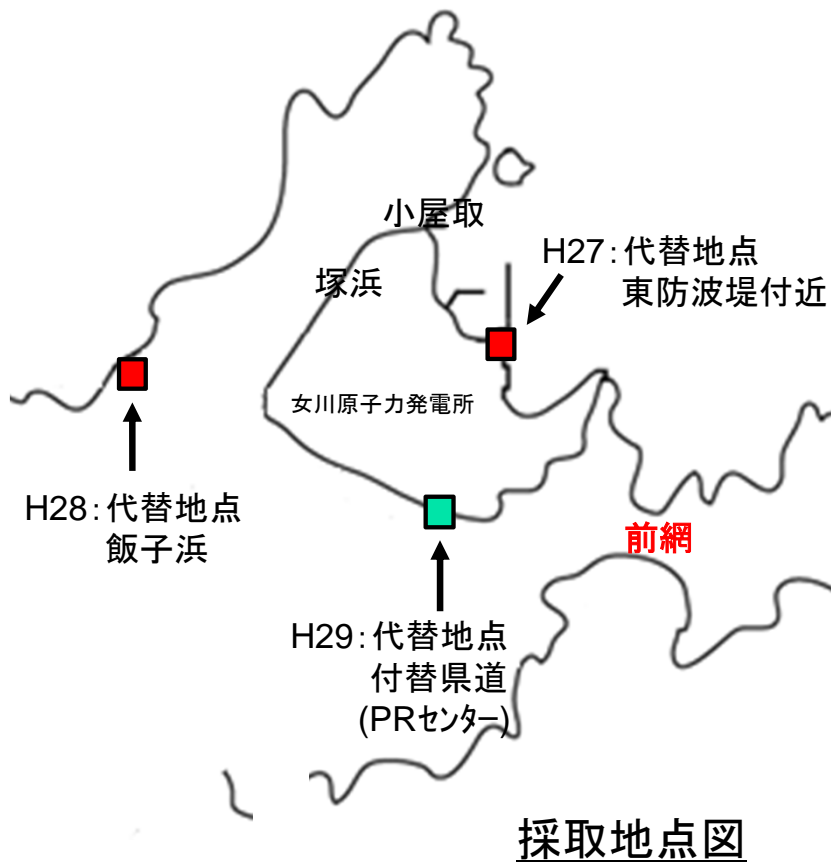 小屋取
H27：代替地点
東防波堤付近
塚浜
女川原子力発電所
H28：代替地点
飯子浜
前網
H29：代替地点
付替県道
(PRセンター)
採取地点図